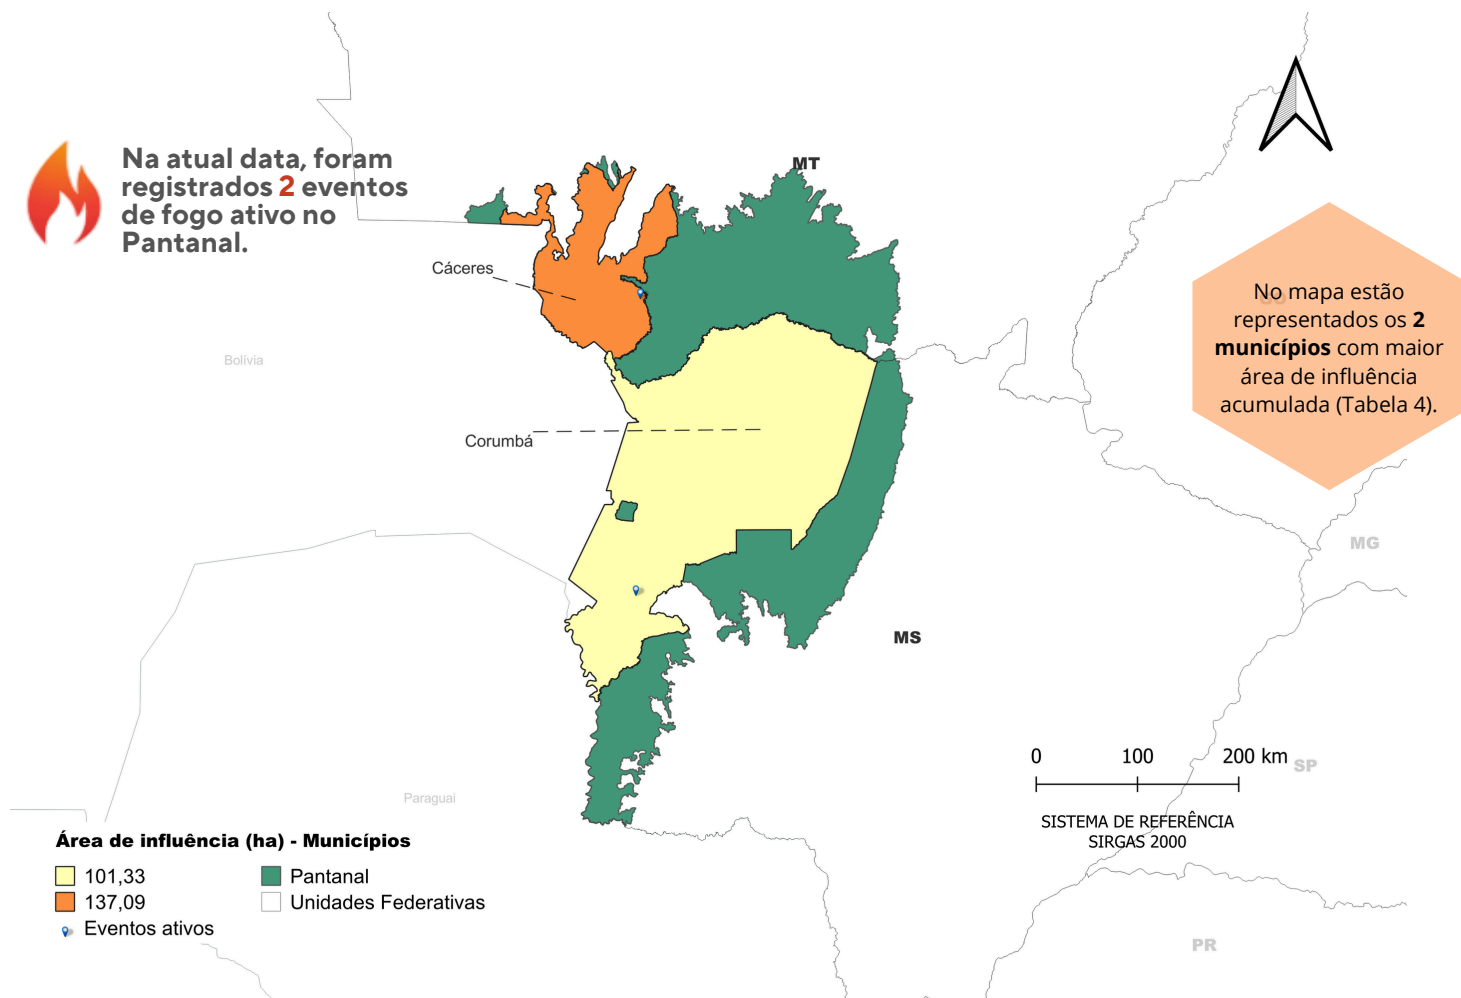 Na atual data, foram
registrados 2 eventos
de fogo ativo no
Pantanal.
MT
Cáceres
Bolívia
Corumbá
No mapa estão
representados os 2
municípios com maior
área de influência
acumulada (Tabela 4).
MG
MS
0 100 200 km
SP
SISTEMA DE REFERÊNCIA
SIRGAS 2000
Paraguai
Área de influência (ha) - Municípios
101,33
137,09
Eventos ativos
Pantanal
Unidades Federativas
PR